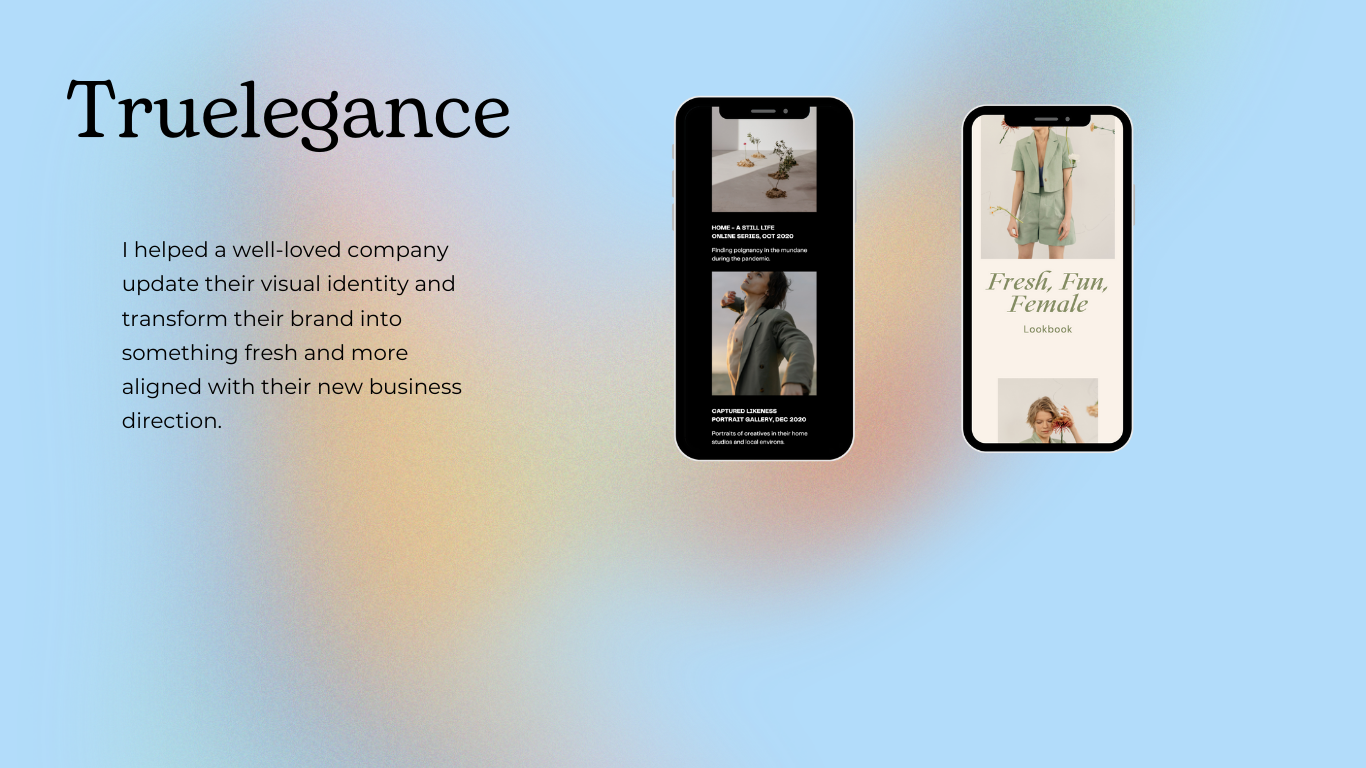 Truelegance
I helped a well-loved company
update their visual identity and
transform their brand into
something fresh and more
aligned with their new business
direction.
HOME - A STILL LIFE
ONLINE SERIES, OCT 2020
Finding poignancy in the mundane
during the pandemic.
CAPTURED LIKENESS
PORTRAIT GALLERY, DEC 2020
Portraits of creatives in their home
studios and local environs.
Fresh, Fun,
Female
Lookbook